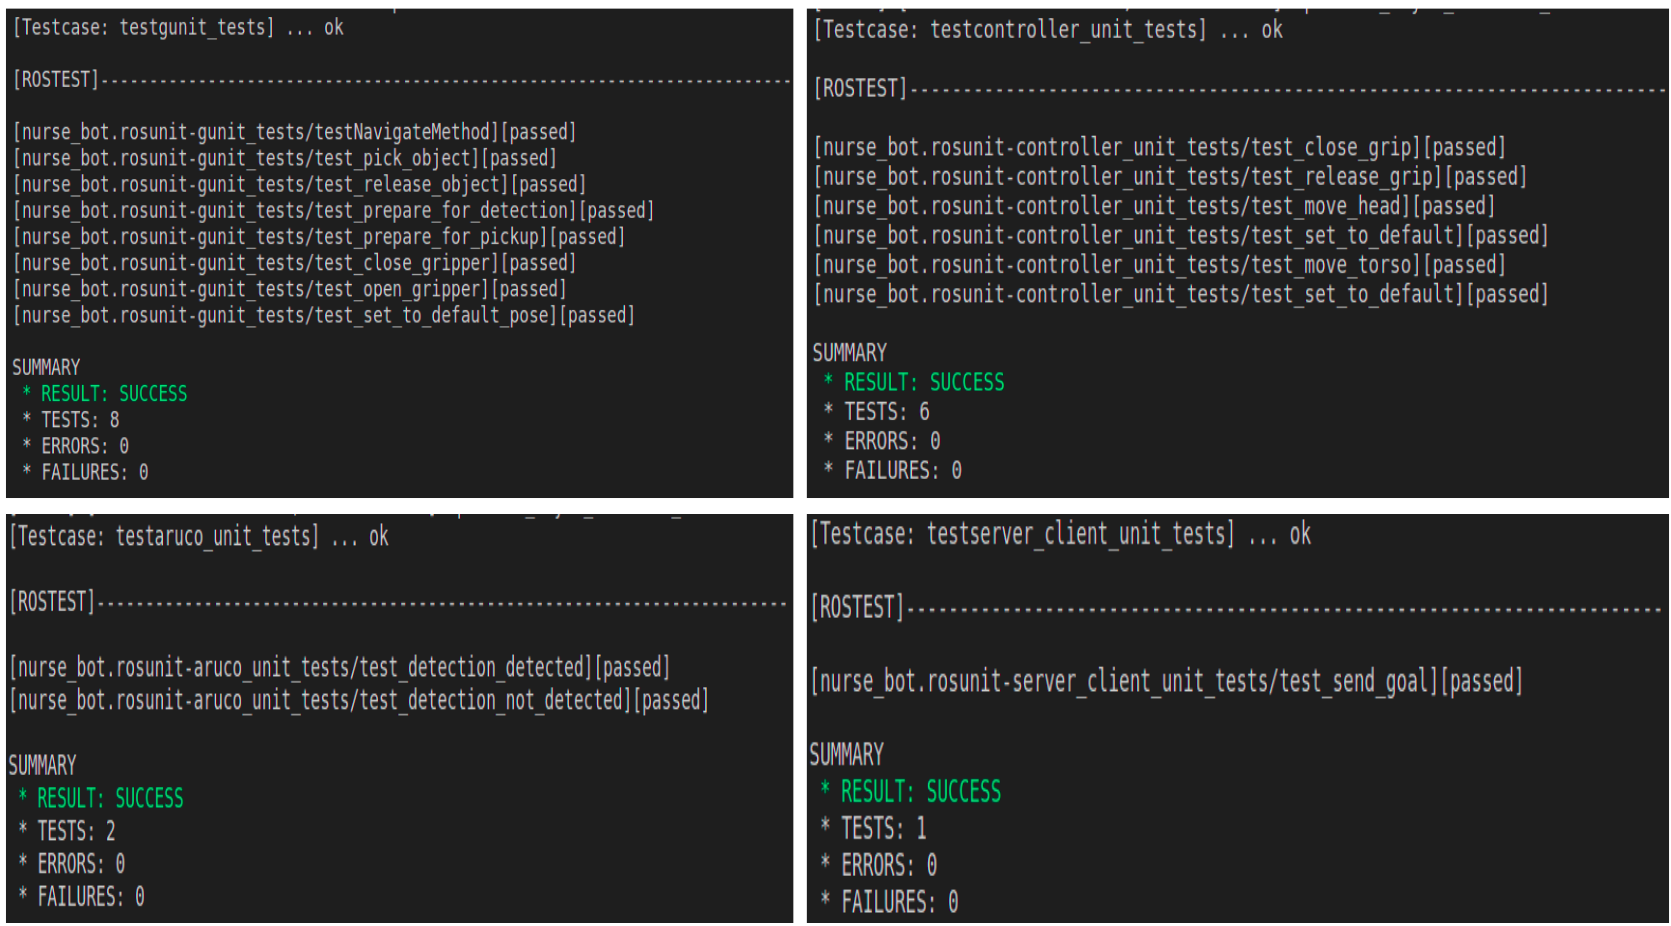 [Testcase: testgunit_tests] ... ok
[ROSTEST]-----------------------------------------------------------------------
[nurse_bot.rosunit-gunit_tests/testNavigateMethod][passed]
[nurse_bot.rosunit-gunit_tests/test_pick_object][passed]
[nurse_bot.rosunit-gunit_tests/test_release_object][passed]
[nurse_bot.rosunit-gunit_tests/test_prepare_for_detection][passed]
[nurse_bot.rosunit-gunit_tests/test_prepare_for_pickup][passed]
[nurse_bot.rosunit-gunit_tests/test_close_gripper][passed]
[nurse_bot.rosunit-gunit_tests/test_open_gripper][passed]
[nurse_bot.rosunit-gunit_tests/test_set_to_default_pose][passed]
SUMMARY
* RESULT: SUCCESS
* TESTS: 8
* ERRORS: 0
* FAILURES: 0
[Testcase: testcontroller_unit_tests] ... ok
[ROSTEST]-----------------------------------------------------------------------
[nurse_bot.rosunit-controller_unit_tests/test_close_grip][passed]
[nurse_bot.rosunit-controller_unit_tests/test_release_grip][passed]
[nurse_bot.rosunit-controller_unit_tests/test_move_head][passed]
[nurse_bot.rosunit-controller_unit_tests/test_set_to_default][passed]
[nurse_bot.rosunit-controller_unit_tests/test_move_torso][passed]
[nurse_bot.rosunit-controller_unit_tests/test_set_to_default][passed]
SUMMARY
* RESULT: SUCCESS
* TESTS: 6
* ERRORS: 0
* FAILURES: 0
[Testcase: testaruco_unit_tests] ... ok
[ROSTEST]-----------------------------------------------------------------------
[nurse_bot.rosunit-aruco_unit_tests/test_detection_detected][passed]
[nurse_bot.rosunit-aruco_unit_tests/test_detection_not_detected][passed]
SUMMARY
* RESULT: SUCCESS
* TESTS: 2
* ERRORS: 0
* FAILURES: 0
[Testcase: testserver_client_unit_tests] ... ok
[ROSTEST]-----------------------------------------------------------------------
[nurse_bot.rosunit-server_client_unit_tests/test_send_goal][passed]
SUMMARY
* RESULT: SUCCESS
* TESTS: 1
* ERRORS: 0
* FAILURES: 0